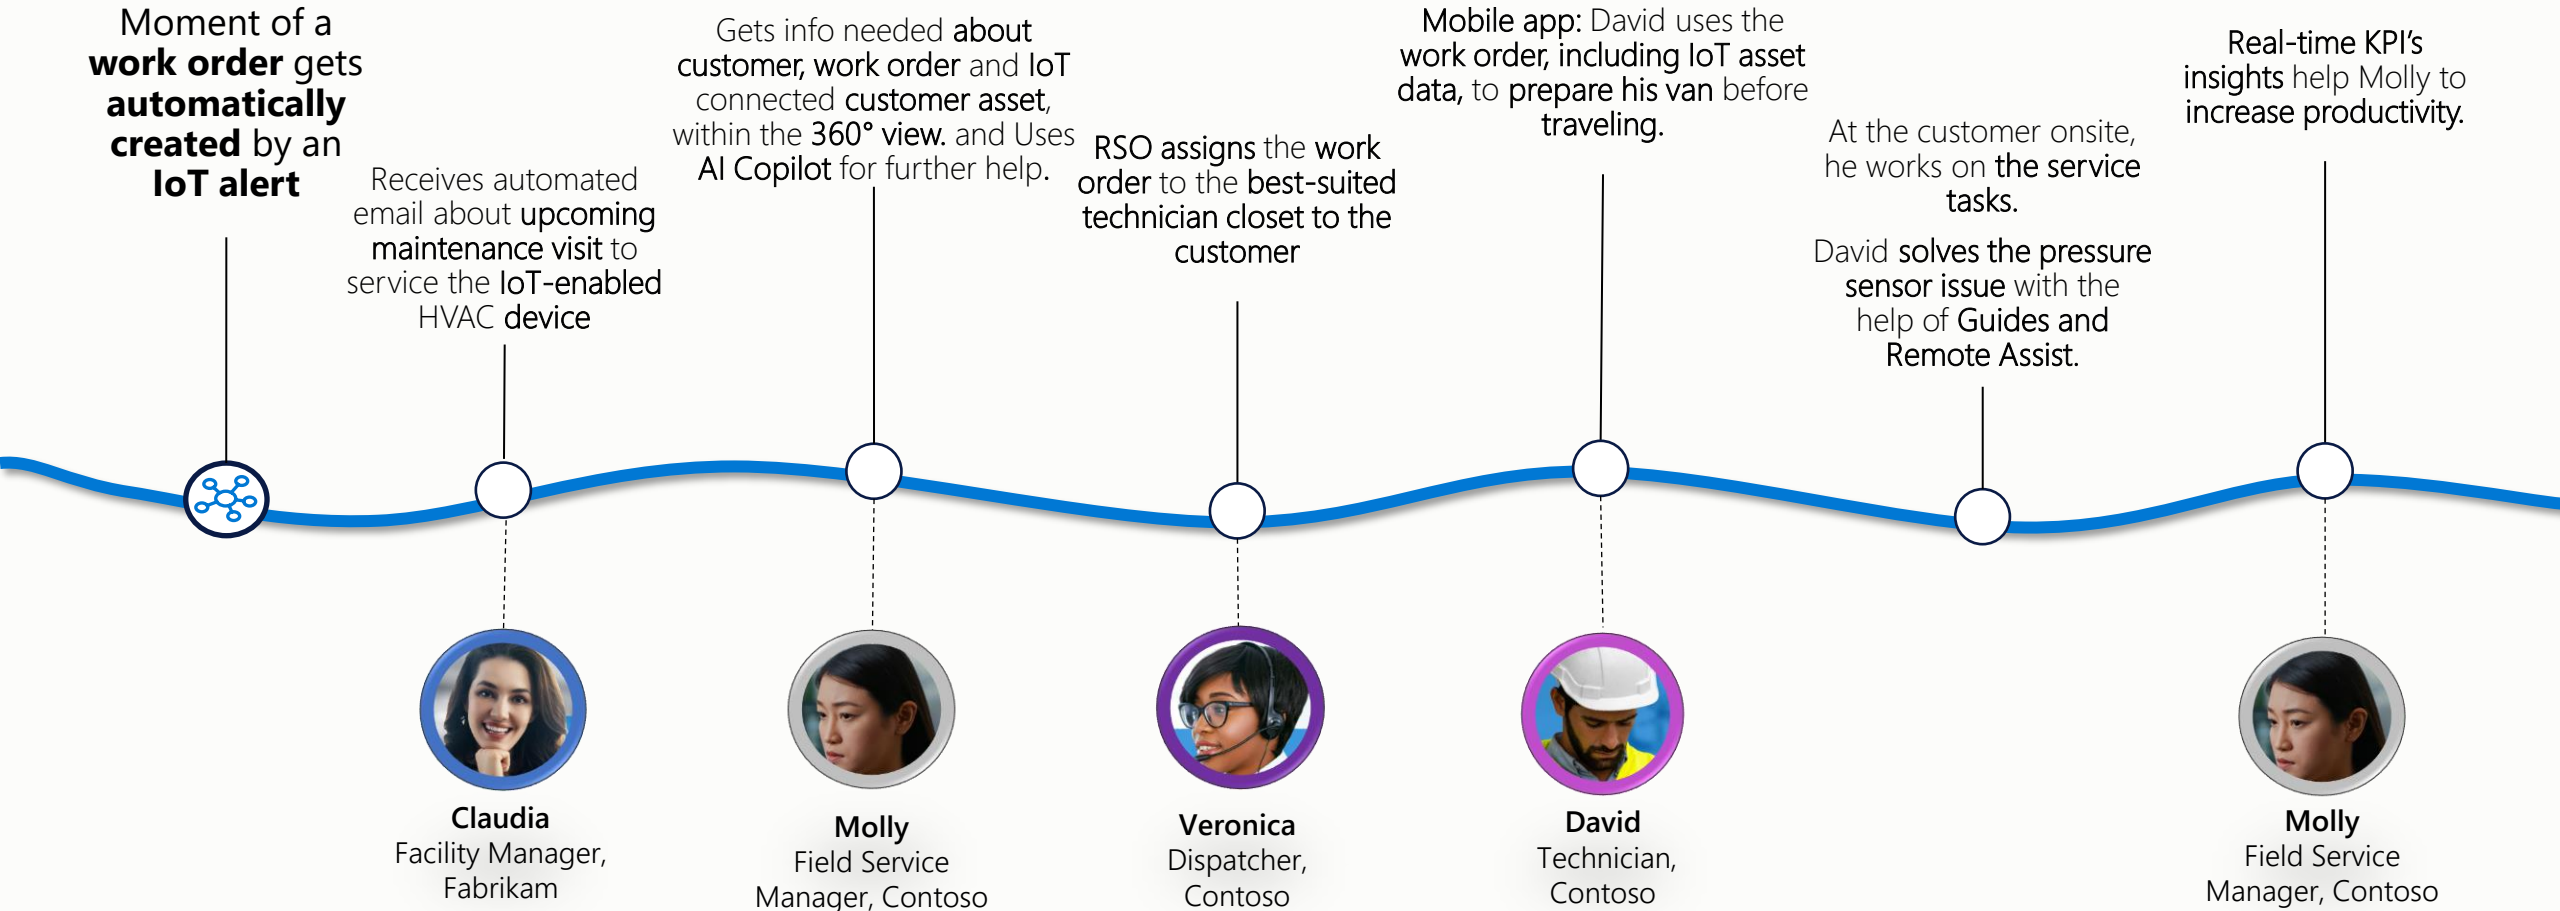 Moment of a
work order gets
automatically
created by an
IoT alert
Receives automated
email about upcoming
maintenance visit to
service the IoT-enabled
HVAC device
Gets info needed about
customer, work order and IoT
connected customer asset,
within the 360° view. and Uses
AI Copilot for further help.
RSO assigns the work
order to the best-suited
technician closet to the
customer
Mobile app: David uses the
work order, including IoT asset
data, to prepare his van before
traveling.
At the customer onsite,
he works on the service
tasks.
David solves the pressure
sensor issue with the
help of Guides and
Remote Assist.
Real-time KPI's
insights help Molly to
increase productivity.
Claudia
Facility Manager,
Fabrikam
Molly
Field Service
Manager, Contoso
Veronica
Dispatcher,
Contoso
David
Technician,
Contoso
Molly
Field Service
Manager, Contoso